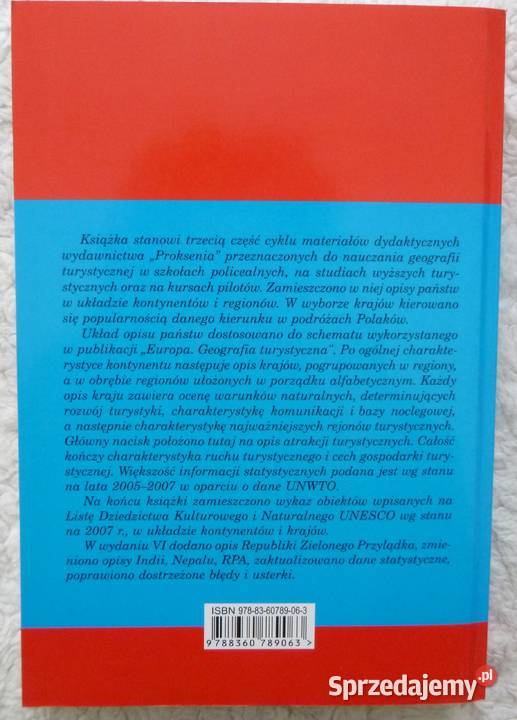 Książka stanowi trzecią część cyklu materiałów dydaktycznych
wydawnictwa „Proksenia" przeznaczonych do nauczania geografii
turystycznej w szkołach policealnych, na studiach wyższych tury-
stycznych oraz na kursach pilotów. Zamieszczono w niej opisy państw
w układzie kontynentów i regionów. W wyborze krajów kierowano
się popularnością danego kierunku w podróżach Polaków.
Układ opisu państw dostosowano do schematu wykorzystanego
w publikacji „Europa. Geografia turystyczna". Po ogólnej charakte-
rystyce kontynentu następuje opis krajów, pogrupowanych w regiony,
a w obrębie regionów ułożonych w porządku alfabetycznym. Każdy
opis kraju zawiera ocenę warunków naturalnych, determinujących
rozwój turystyki, charakterystykę komunikacji i bazy noclegowej,
a następnie charakterystykę najważniejszych rejonów turystycznych.
Główny nacisk położono tutaj na opis atrakcji turystycznych. Całość
kończy charakterystyka ruchu turystycznego i cech gospodarki tury-
stycznej. Większość informacji statystycznych podana jest wg stanu
na lata 2005–2007 w oparciu o dane UNWTO.
Na końcu książki zamieszczono wykaz obiektów wpisanych na
Listę Dziedzictwa Kulturowego i Naturalnego UNESCO wg stanu
na 2007 r., w układzie kontynentów i krajów.
W wydaniu VI dodano opis Republiki Zielonego Przylądka, zmie-
niono opisy Indii, Nepalu, RPA, zaktualizowano dane statystyczne,
poprawiono dostrzeżone błędy i usterki.
ISBN 978-83-60789-06-3
9788360 789063 >
Sprzedajemy.pl